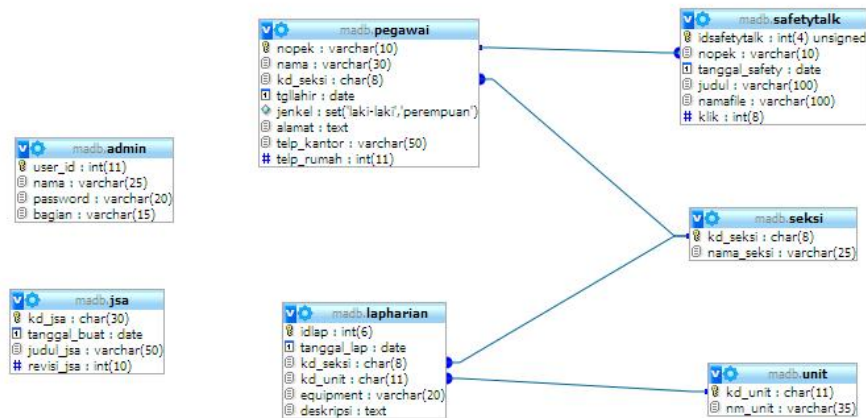 madb.pegawai
nopek : varchar(10)
nama : varchar(30)
kd_seksi : char(8)
tgllahir : date
jenkel : set('laki-laki','perempuan')
alamat : text
telp_kantor : varchar(50)
# telp_rumah : int(11)
madb.safetytalk
idsafetytalk : int(4) unsigned
nopek : varchar(10)
tanggal_safety : date
judul : varchar(100)
namafile : varchar(100)
# klik : int(8)
madb.admin
user_id : int(11)
nama : varchar(25)
password : varchar(20)
bagian : varchar(15)
madb.seksi
kd_seksi : char(8)
nama_seksi : varchar(25)
madb.jsa
kd_jsa : char(30)
tanggal_buat : date
judul_jsa : varchar(50)
# revisi_jsa : int(10)
madb.lapharian
idlap : int(6)
tanggal_lap : date
kd_seksi : char(8)
kd_unit : char(11)
equipment : varchar(20)
deskripsi : text
madb.unit
kd_unit : char(11)
nm_unit : varchar(35)